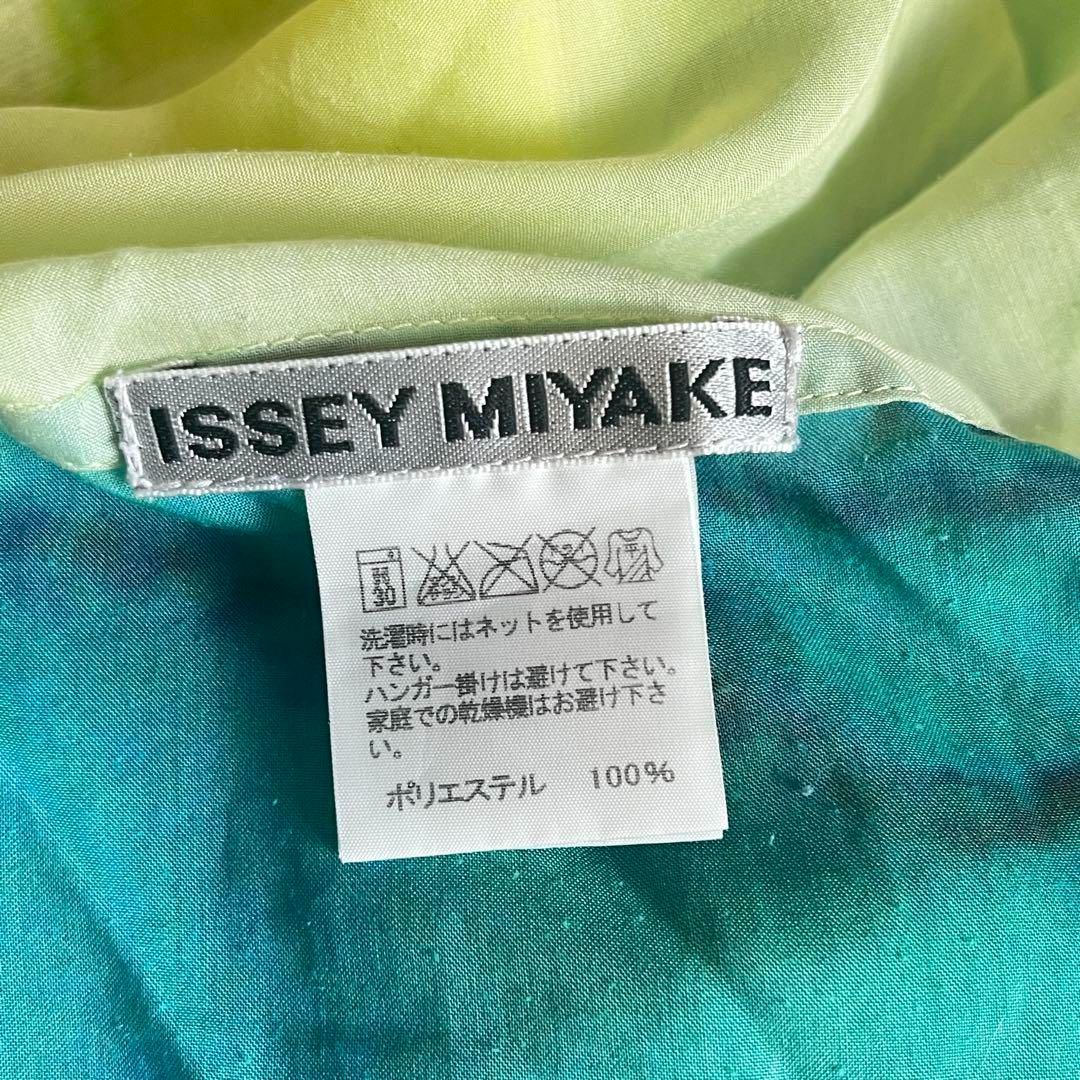 ISSEY MIYAKE
弱
30
洗濯時にはネットを使用して
下さい。
ハンガー掛けは避けて下さい。
家庭での乾燥機はお避け下さ
い。
ポリエステル 100%